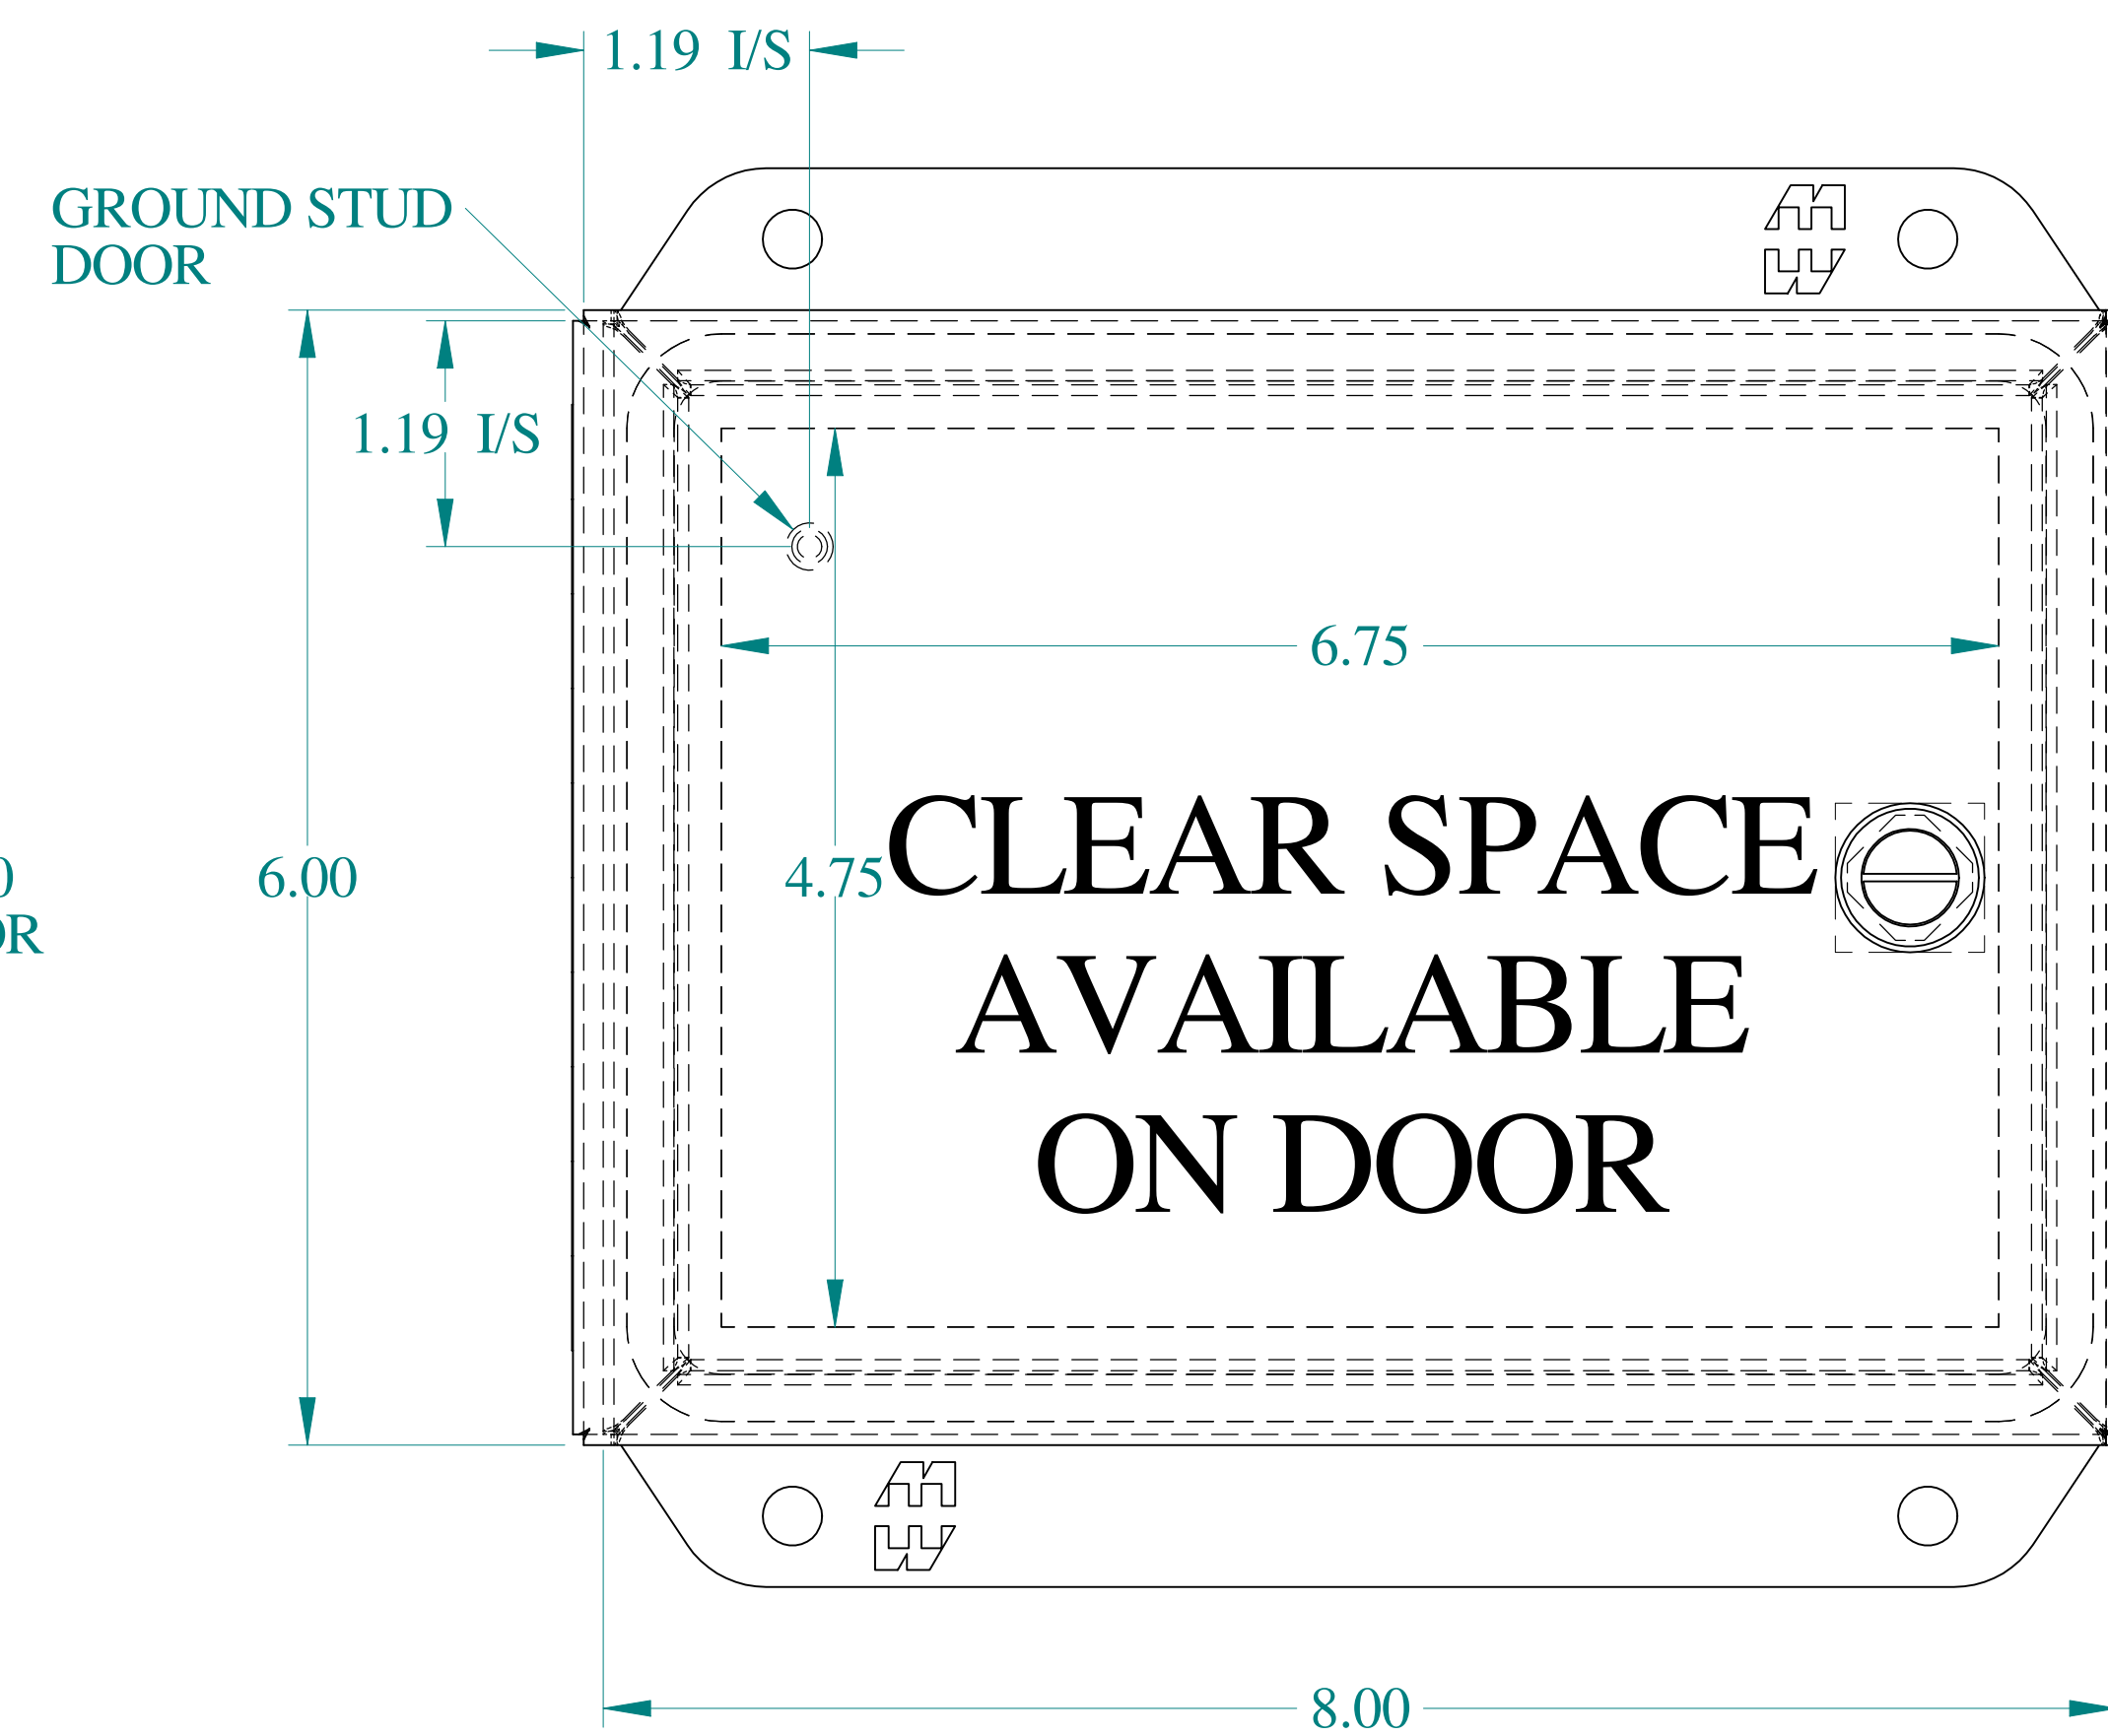 1.19 I/S
GROUND STUD
DOOR
1.19 I/S
6.75
6.00
4.75
CLEAR SPACE
AVAILABLE
ON DOOR
8.00